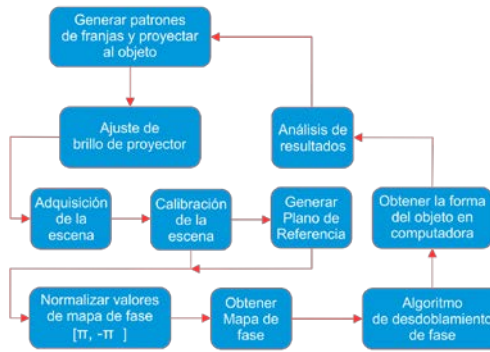 Generar patrones
de franjas y proyectar
al objeto
Ajuste de
brillo de proyector
Análisis de
resultados
Adquisición
de la
escena
Calibración
de la
escena
Generar
Plano de
Referencia
Obtener la forma
del objeto en
computadora
Normalizar valores
de mapa de fase
[π, -π ]
Obtener
Mapa de
fase
Algoritmo
de desdoblamiento
de fase